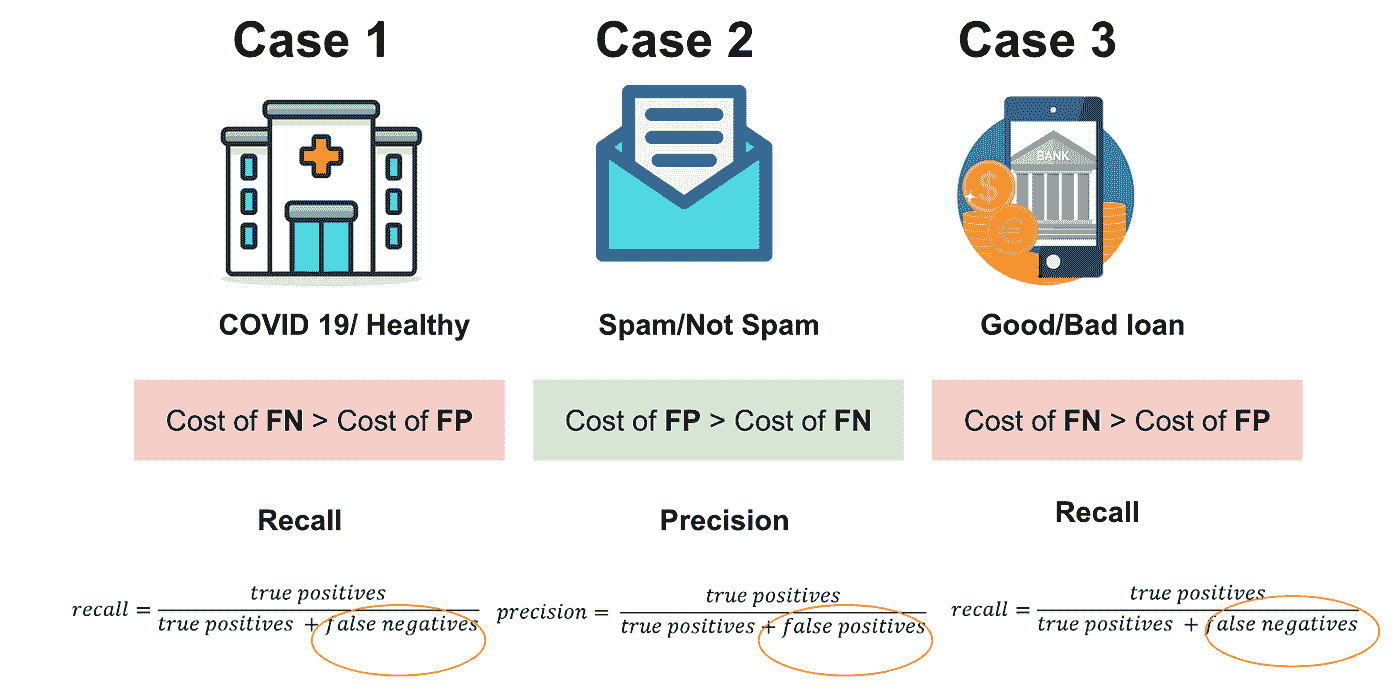 Case 1
Case 2
Case 3
BANK
$
€
COVID 19/ Healthy
Spam/Not Spam
Good/Bad loan
Cost of FN > Cost of FP
Cost of FP > Cost of FN
Cost of FN > Cost of FP
Recall
Precision
Recall
recall = true positives / true positives + false negatives
precision = true positives / true positives + false positives
recall = true positives / true positives + false negatives